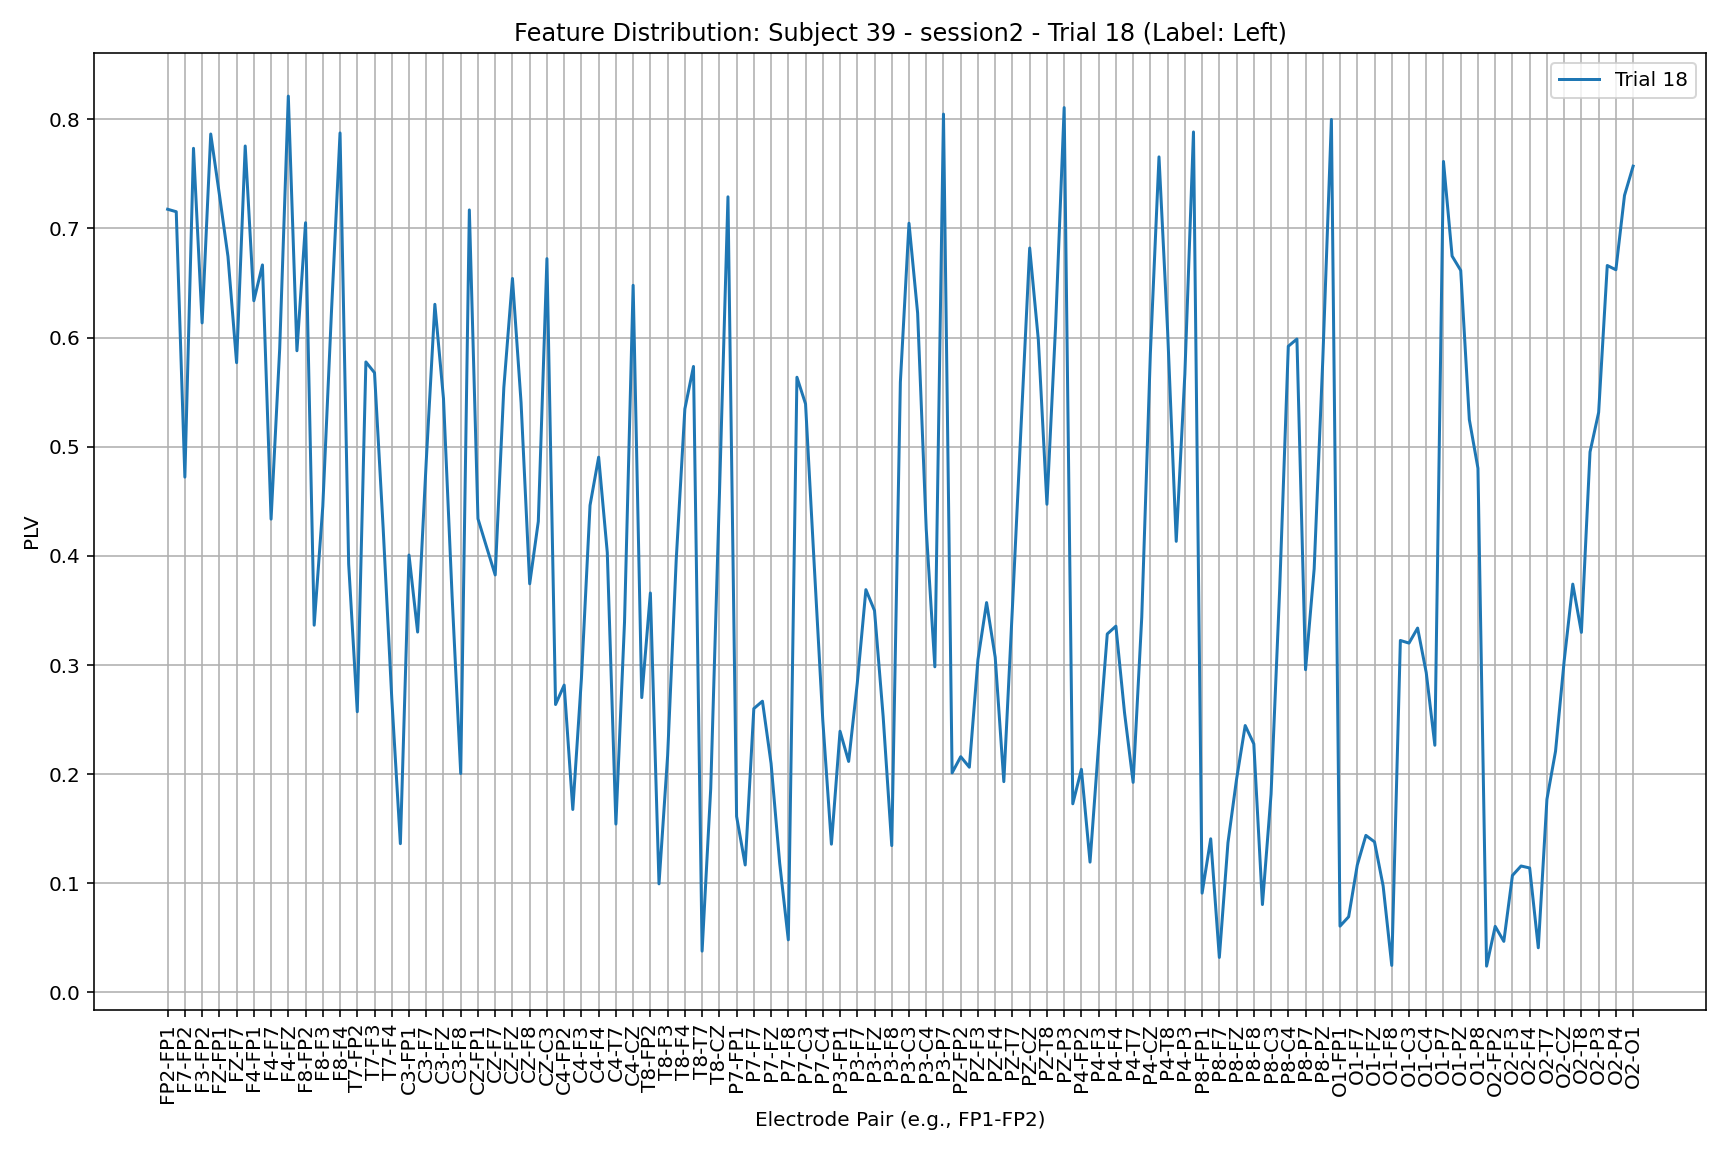 Feature Distribution: Subject 39 - session2 - Trial 18 (Label: Left)
Trial 18
PLV
0.8
0.7
0.6
0.5
0.4
0.3
0.2
0.1
0.0
FP2-FP1
F7-FP2
F3-FP2
FZ-FP1
FZ-F7
F4-FP1
F4-F7
F4-FZ
F8-FP2
F8-F3
F8-F4
T7-FP2
T7-F3
T7-F4
C3-FP1
C3-F7
C3-FZ
C3-F8
CZ-FP1
CZ-F7
CZ-FZ
CZ-F8
CZ-C3
C4-FP2
C4-F3
C4-F4
C4-T7
C4-CZ
T8-FP2
T8-F3
T8-F4
T8-T7
T8-CZ
P7-FP1
P7-F7
P7-FZ
P7-F8
P7-C3
P7-C4
P3-FP1
P3-F7
P3-FZ
P3-F8
P3-C3
P3-C4
P3-P7
PZ-FP2
PZ-F3
PZ-F4
PZ-T7
PZ-CZ
PZ-T8
PZ-P3
P4-FP2
P4-F3
P4-F4
P4-T7
P4-CZ
P4-T8
P4-P3
P8-FP1
P8-F7
P8-FZ
P8-F8
P8-C3
P8-C4
P8-P7
P8-PZ
O1-FP1
O1-F7
O1-FZ
O1-F8
O1-C3
O1-C4
O1-P7
O1-PZ
O1-P8
O2-FP2
O2-F3
O2-F4
O2-T7
O2-CZ
O2-T8
O2-P3
O2-P4
O2-O1
Electrode Pair (e.g., FP1-FP2)